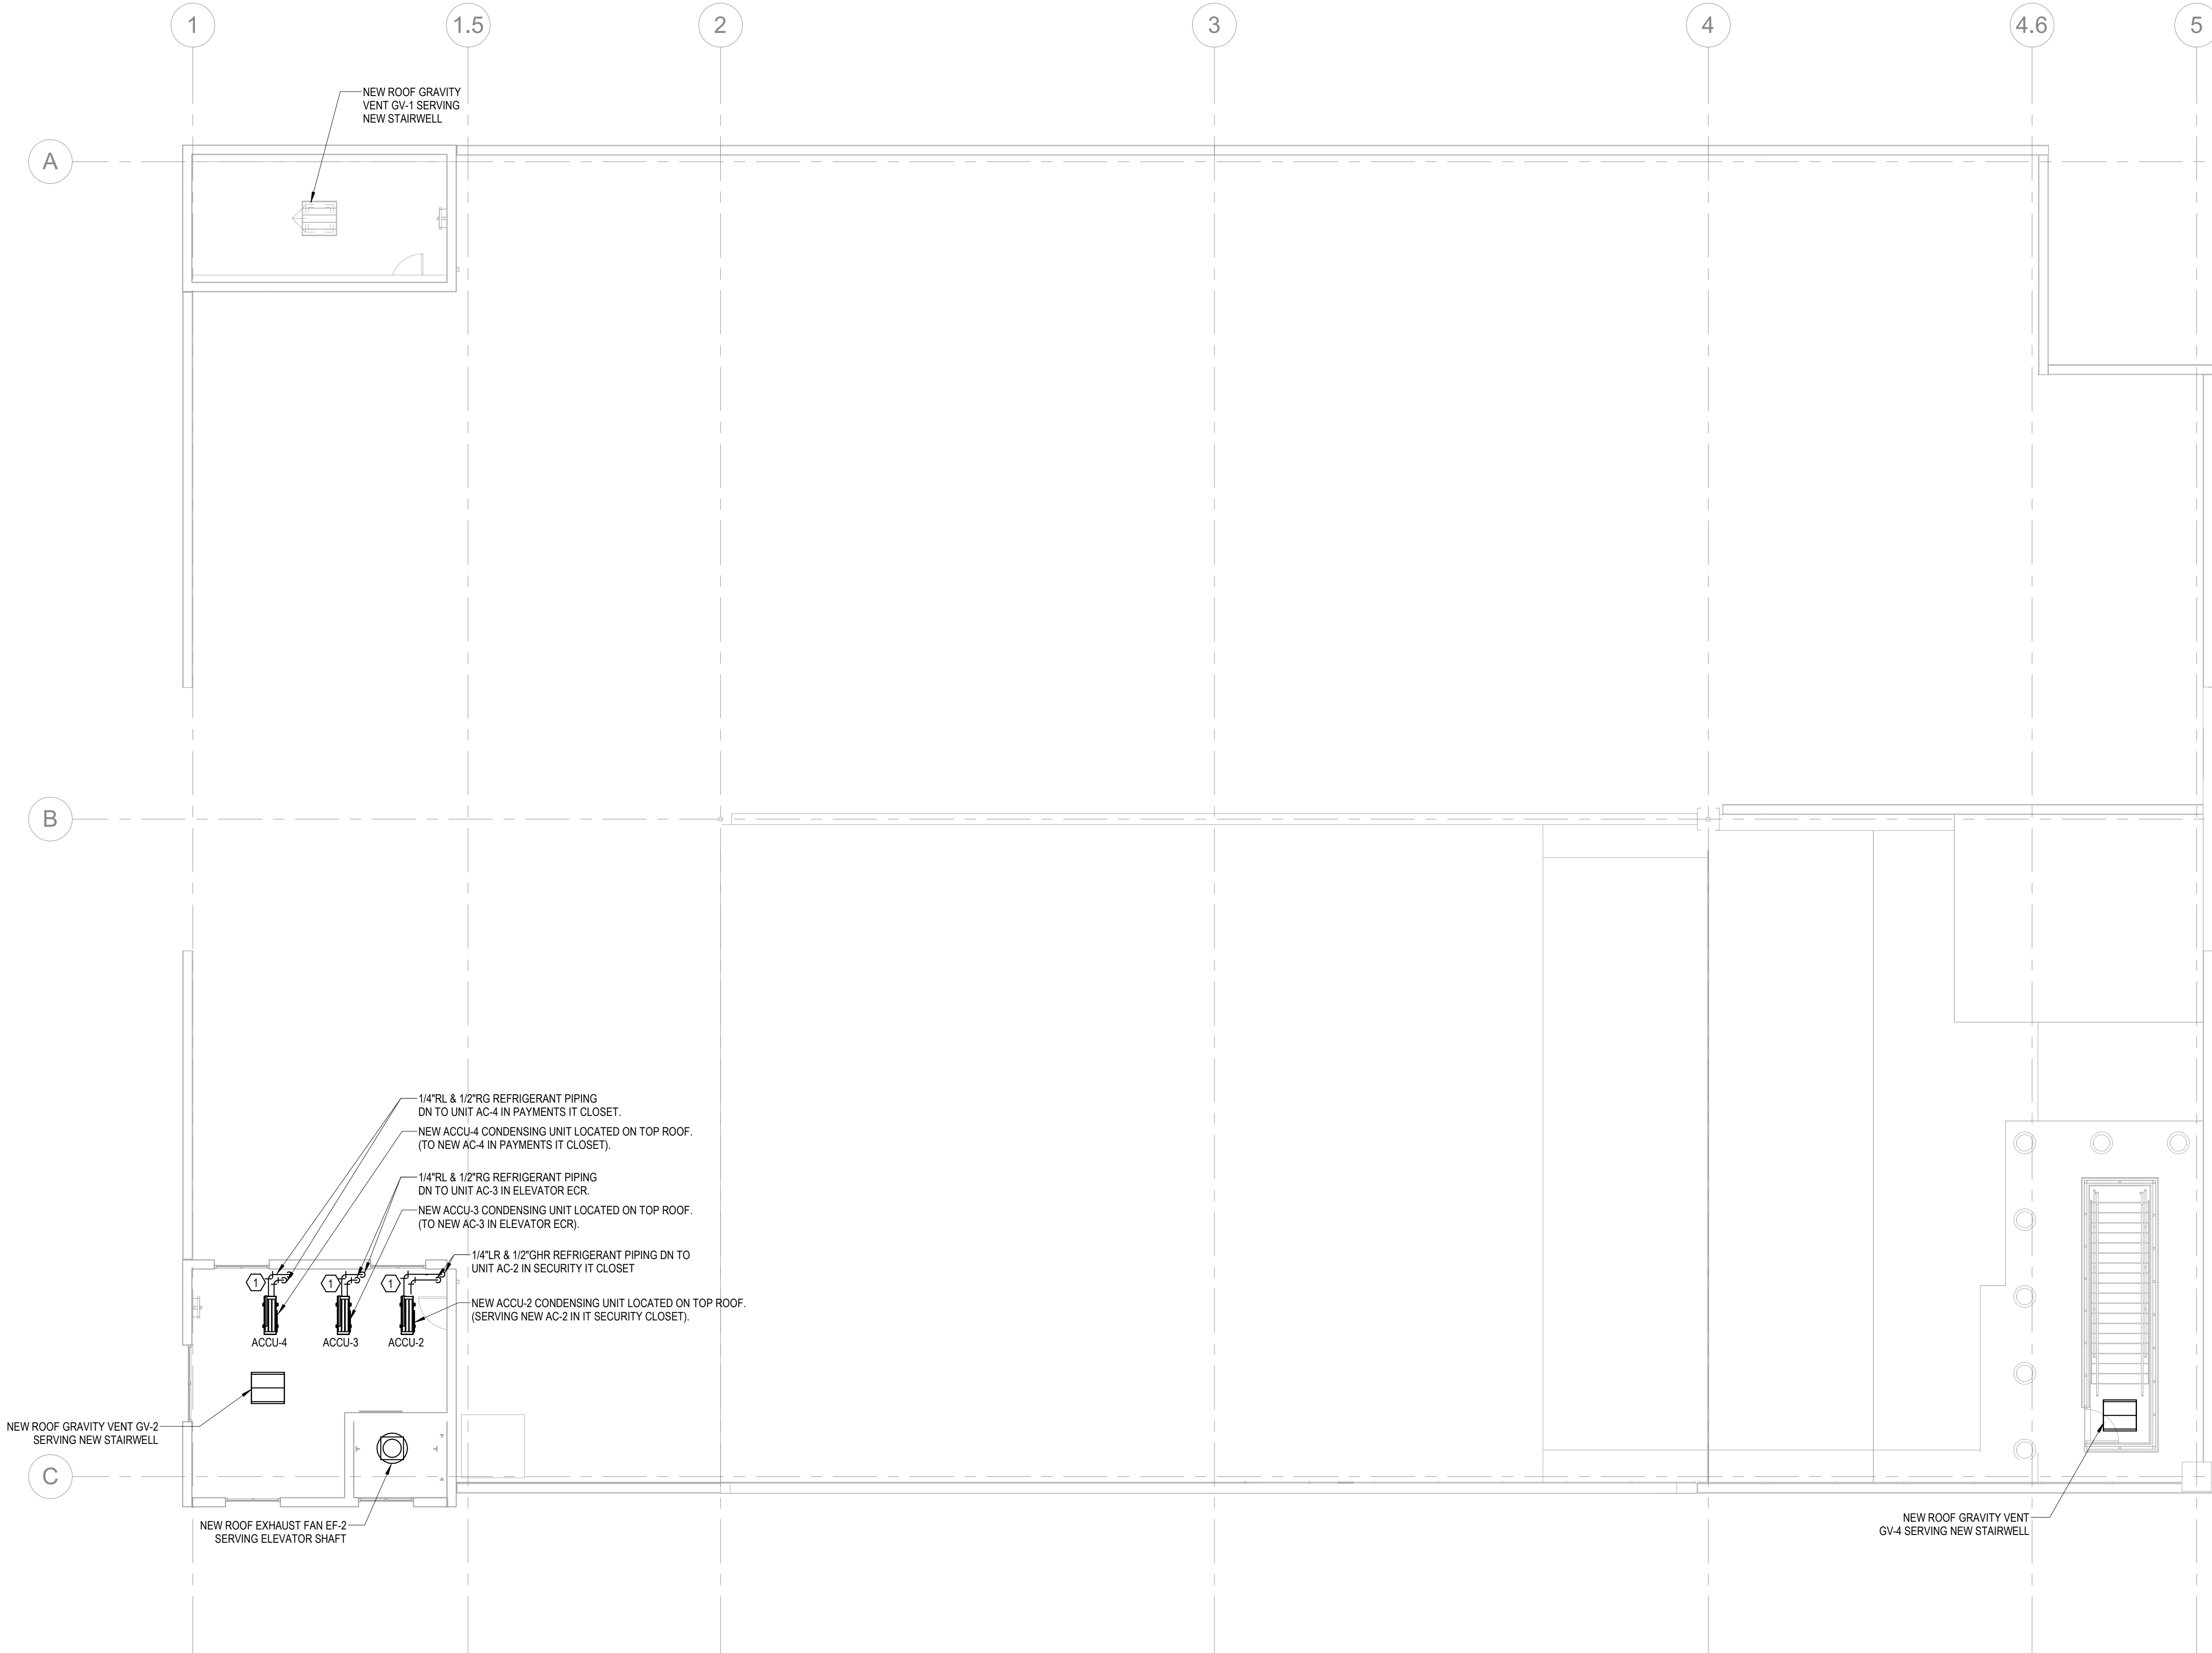 1
1.5
2
3
4
4.6
5
NEW ROOF GRAVITY
VENT GV-1 SERVING
NEW STAIRWELL
A
B
1/4"RL & 1/2"RG REFRIGERANT PIPING
DN TO UNIT AC-4 IN PAYMENTS IT CLOSET.
NEW ACCU-4 CONDENSING UNIT LOCATED ON TOP ROOF.
(TO NEW AC-4 IN PAYMENTS IT CLOSET).
1/4"RL & 1/2"RG REFRIGERANT PIPING
DN TO UNIT AC-3 IN ELEVATOR ECR.
NEW ACCU-3 CONDENSING UNIT LOCATED ON TOP ROOF.
(TO NEW AC-3 IN ELEVATOR ECR).
1/4"LR & 1/2"GHR REFRIGERANT PIPING DN TO
UNIT AC-2 IN SECURITY IT CLOSET
1
1
1
NEW ACCU-2 CONDENSING UNIT LOCATED ON TOP ROOF.
(SERVING NEW AC-2 IN IT SECURITY CLOSET).
ACCU-4
ACCU-3
ACCU-2
NEW ROOF GRAVITY VENT GV-2
SERVING NEW STAIRWELL
C
NEW ROOF EXHAUST FAN EF-2
SERVING ELEVATOR SHAFT
NEW ROOF GRAVITY VENT
GV-4 SERVING NEW STAIRWELL